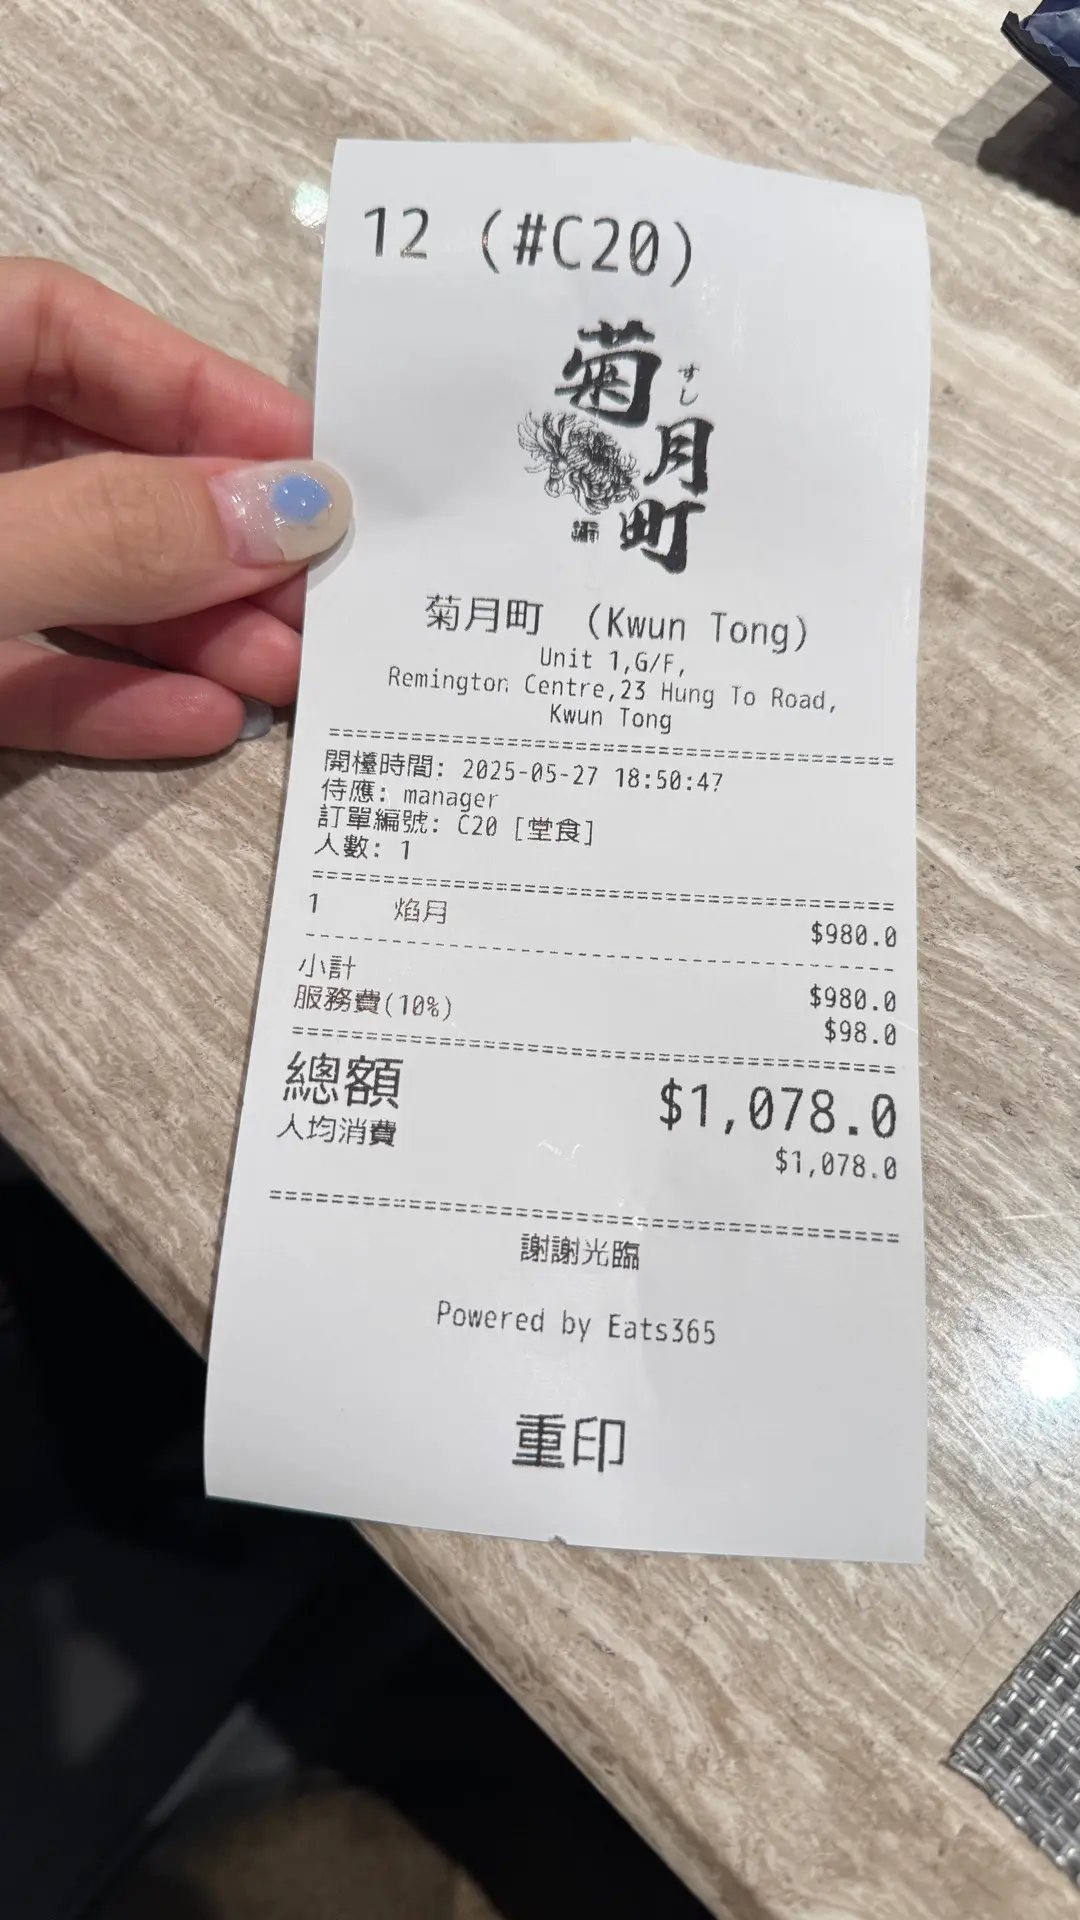 12 (#C20)
菊月町
すし
菊月町 (Kwun Tong)
Unit 1,G/F,
Remington Centre,23 Hung To Road,
Kwun Tong
開檯時間: 2025-05-27 18:50:47
侍應: manager
訂單編號: C20 [堂食]
人數: 1
1 焰月 $980.0
小計 $980.0
服務費(10%) $98.0
總額 $1,078.0
人均消費 $1,078.0
謝謝光臨
Powered by Eats365
重印